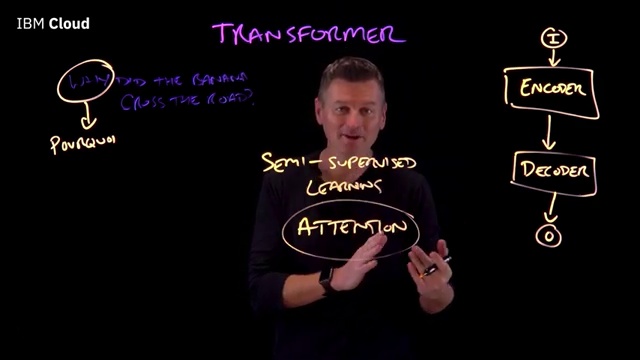 IBM Cloud
TRANSFORMER
WHY DID THE BANANA
CROSS THE ROAD?
POURQUOI
SEMI-SUPERVISED
LEARNING
ATTENTION
I
ENCODER
DECODER
O